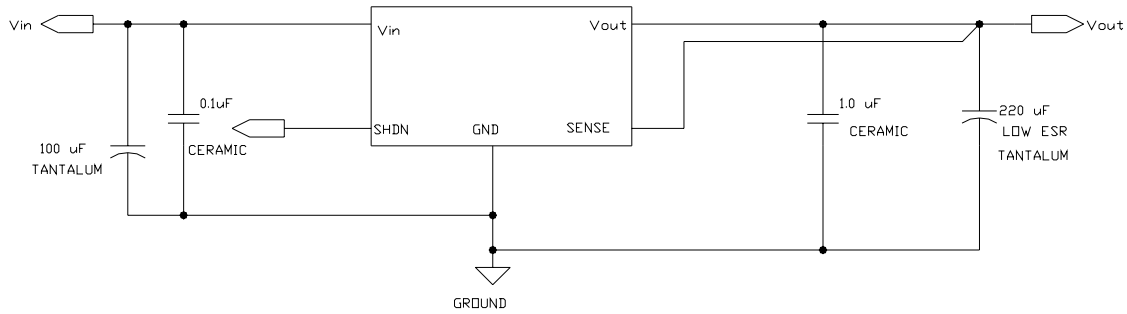 Vin
Vin
Vout
Vout
0.1uF
CERAMIC
SHDN
GND
SENSE
1.0 uF
CERAMIC
220 uF
LOW ESR
TANTALUM
100 uF
TANTALUM
GROUND